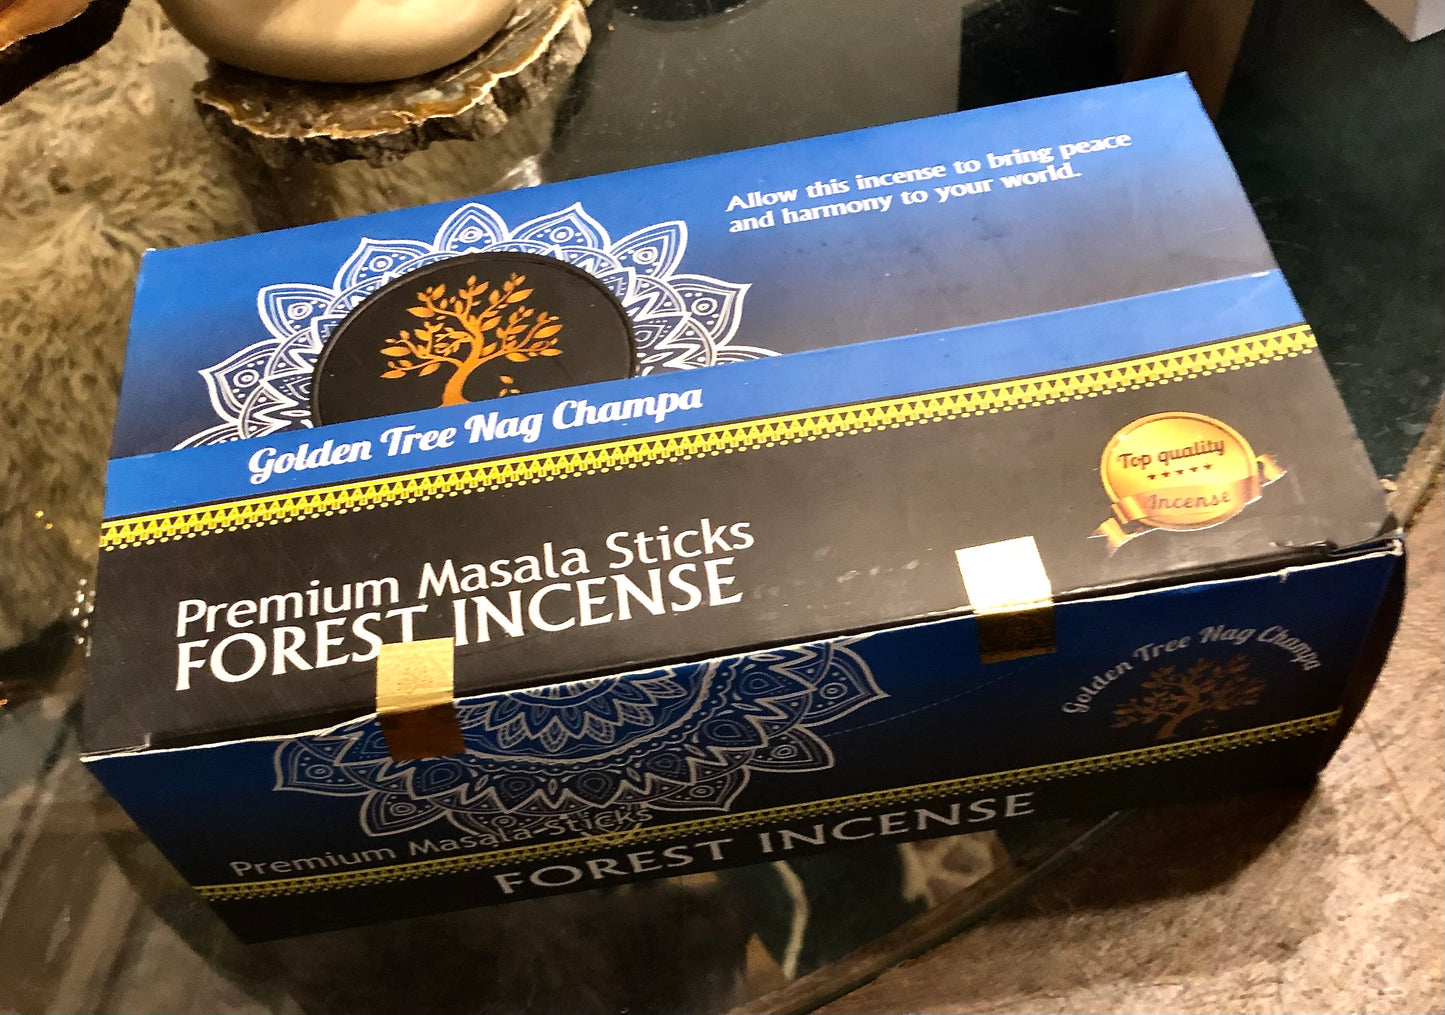 Allow this incense to bring peace
and harmony to your world.
Golden Tree Nag Champa
Top quality
Incense
Premium Masala Sticks
FOREST INCENSE
Golden Tree Nag Champa
Premium Masala Sticks
FOREST INCENSE